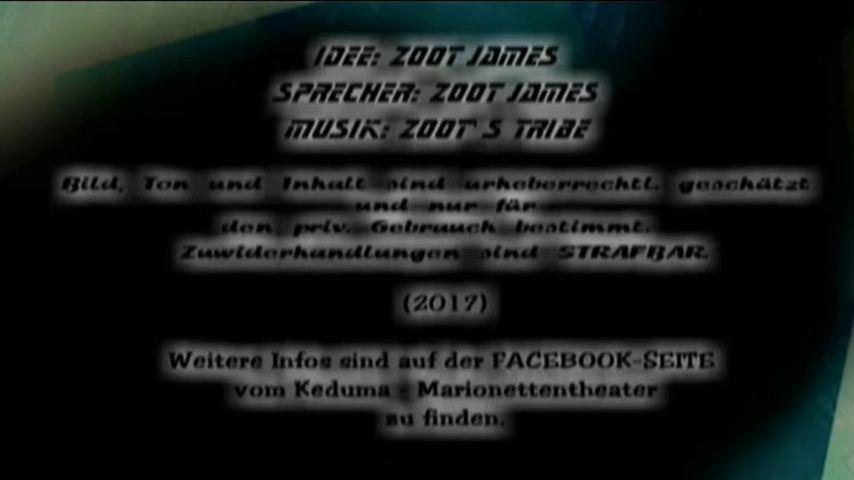 IDEE: ZOOT JAMES
SPRECHER: ZOOT JAMES
MUSIK: ZOOT`S TRIBE
Bild, Ton und Inhalt sind urheberrechtl. geschätzt
und nur für
den priv. Gebrauch bestimmt.
Zuwiderhandlungen sind STRAFBAR.
(2017)
Weitere Infos sind auf der FACEBOOK-SEITE
vom Keduma - Marionettentheater
zu finden.